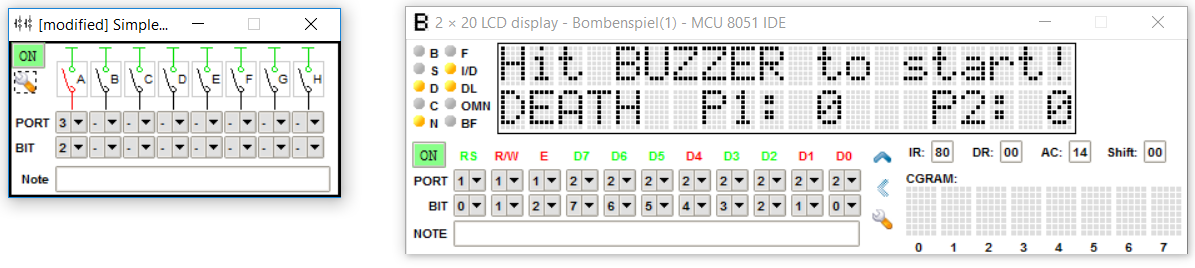 [modified] Simple...
ON
A B C D E F G H
PORT 3 - - - - - - -
BIT 2 - - - - - - -
Note
B 2 × 20 LCD display - Bombenspiel(1) - MCU 8051 IDE
B F
S I/D
D DL
C OMN
N BF
Hit BUZZER to start!
DEATH P1: 0 P2: 0
ON RS R/W E D7 D6 D5 D4 D3 D2 D1 D0
PORT 1 1 1 2 2 2 2 2 2 2 2
BIT 0 1 2 7 6 5 4 3 2 1 0
NOTE
IR: 80 DR: 00 AC: 14 Shift: 00
CGRAM:
0 1 2 3 4 5 6 7